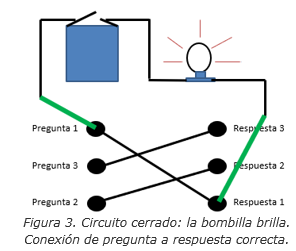 Pregunta 1
Respuesta 3
Pregunta 3
Respuesta 2
Pregunta 2
Respuesta 1
Figura 3. Circuito cerrado: la bombilla brilla.
Conexión de pregunta a respuesta correcta.